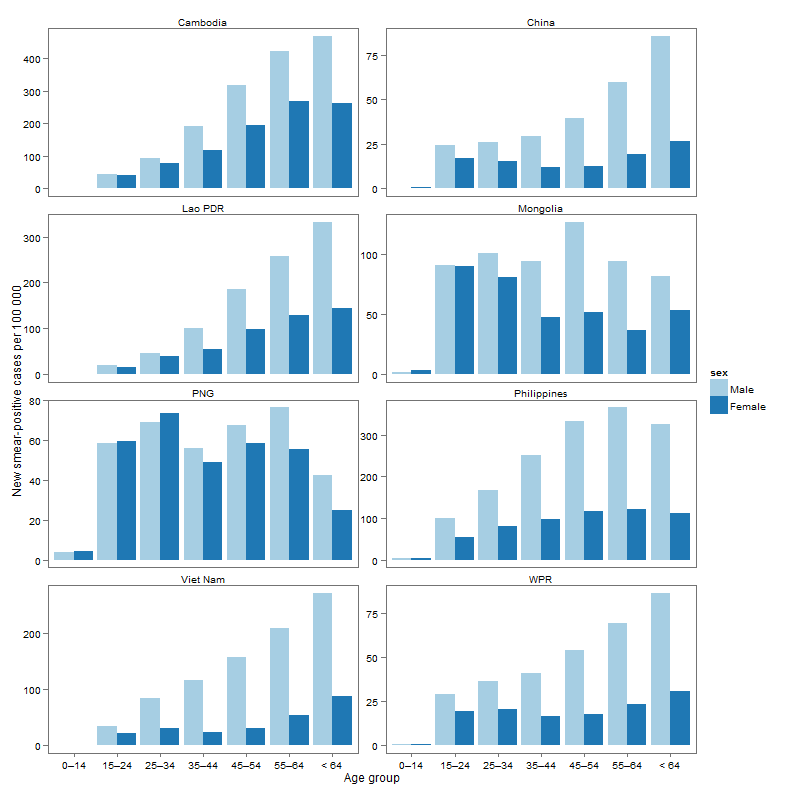 Cambodia
China
400
300
200
100
0
75
50
25
0
Lao PDR
Mongolia
300
200
100
0
100
50
0
PNG
Philippines
80
60
40
20
0
300
200
100
0
Viet Nam
WPR
200
100
0
75
50
25
0
0–14 15–24 25–34 35–44 45–54 55–64 < 64
0–14 15–24 25–34 35–44 45–54 55–64 < 64
Age group
New smear-positive cases per 100 000
sex
Male
Female